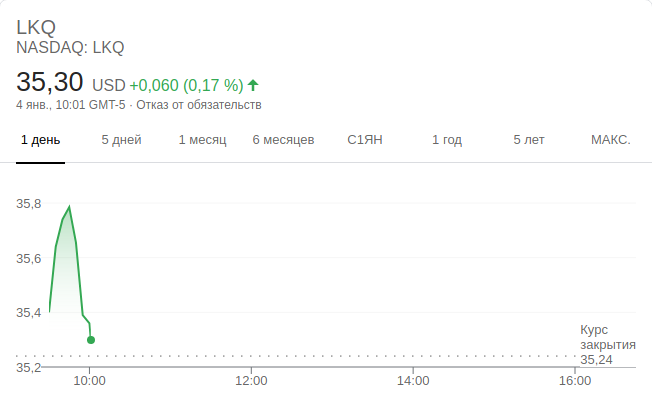 LKQ
NASDAQ: LKQ
35,30 USD +0,060 (0,17 %)
4 янв., 10:01 GMT-5 · Отказ от обязательств
1 день 5 дней 1 месяц 6 месяцев С1ЯН 1 год 5 лет МАКС.
35,8
35,6
35,4
Курс
закрытия
35,24
35,2
10:00 12:00 14:00 16:00